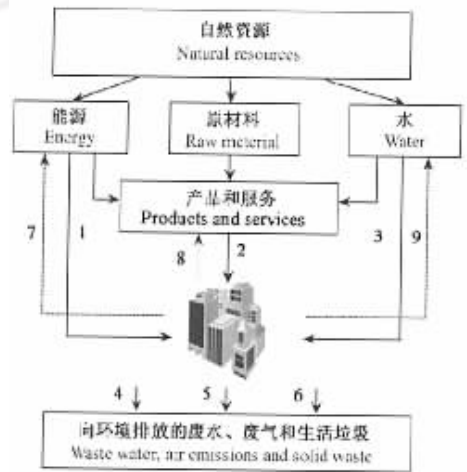 自然资源
Natural resources
能源
Energy
原材料
Raw meterial
水
Water
产品和服务
Products and services
7
1
8
2
3
9
4
5
6
向环境排放的废水、废气和生活垃圾
Waste water, air emissions and solid waste